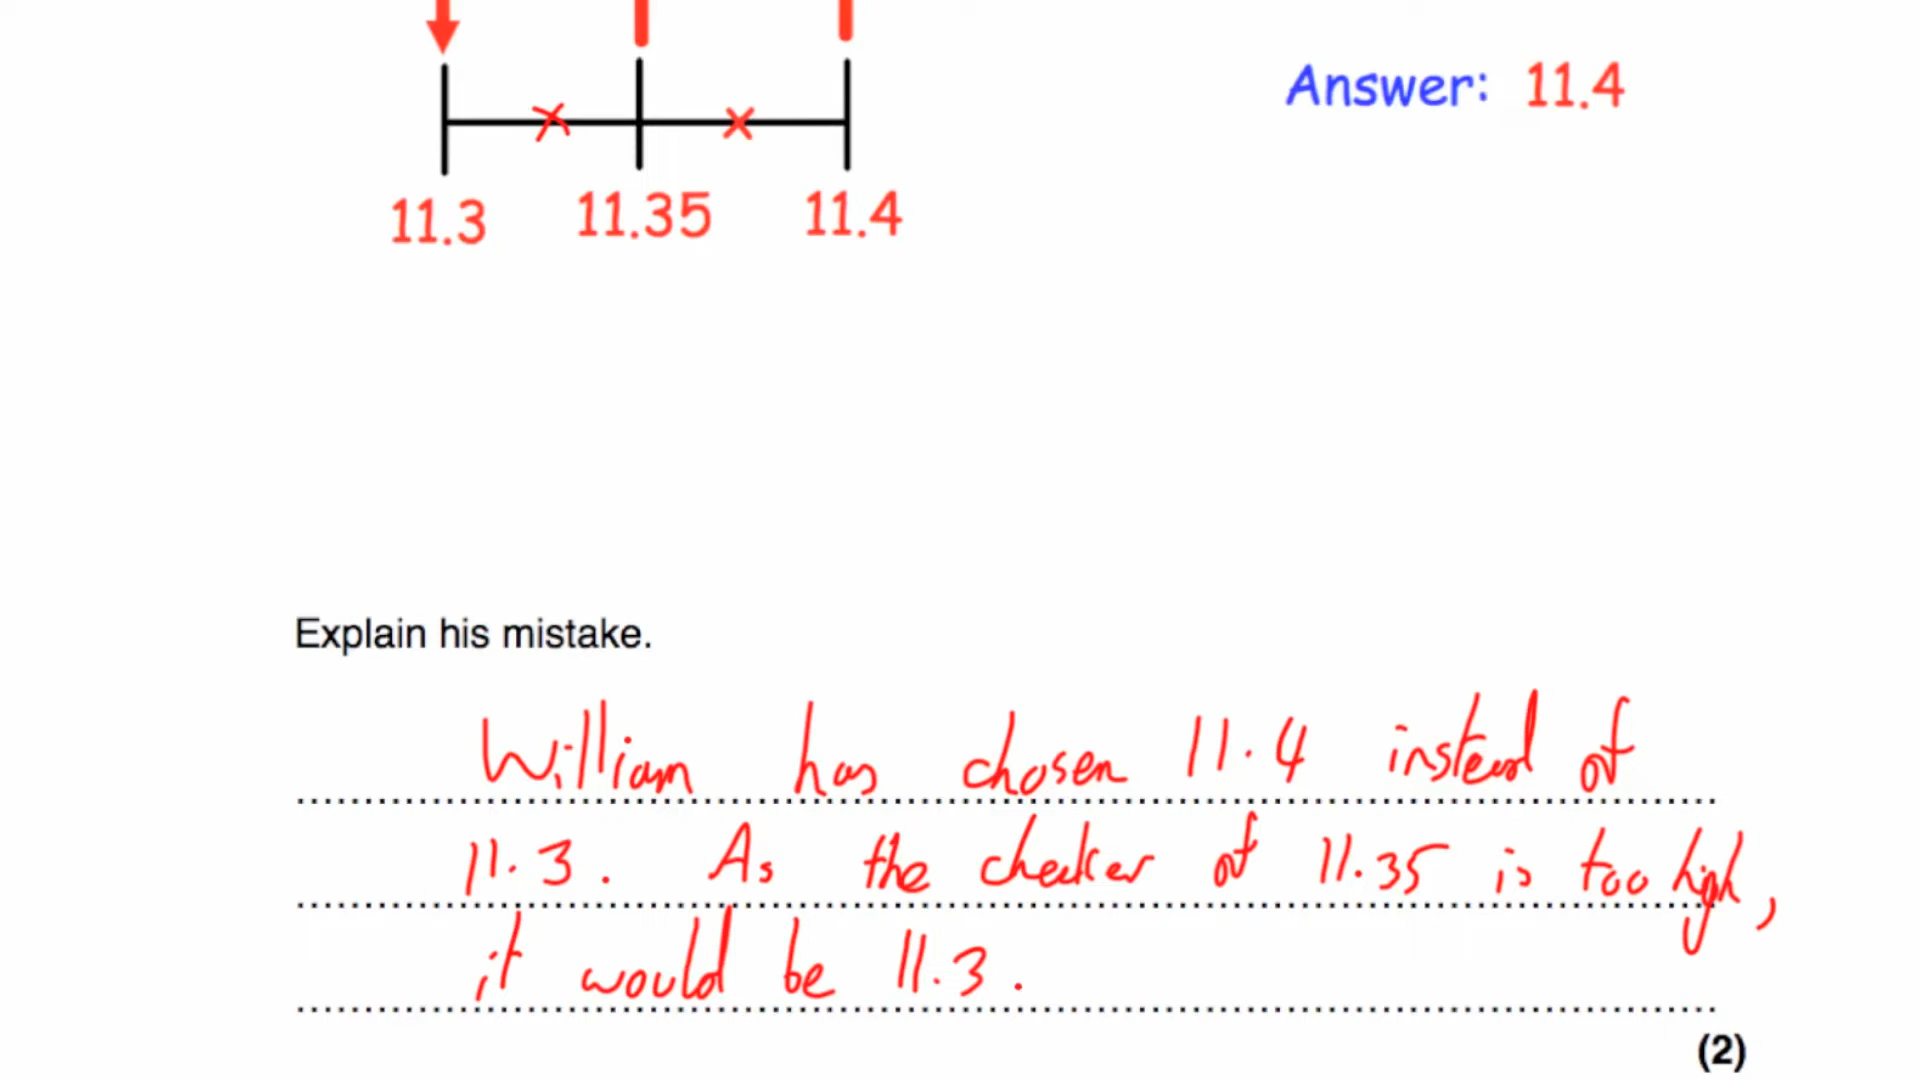 Answer: 11.4
11.3 11.35 11.4
Explain his mistake.
William has chosen 11.4 instead of
11.3. As the checker of 11.35 is too high,
it would be 11.3.
(2)